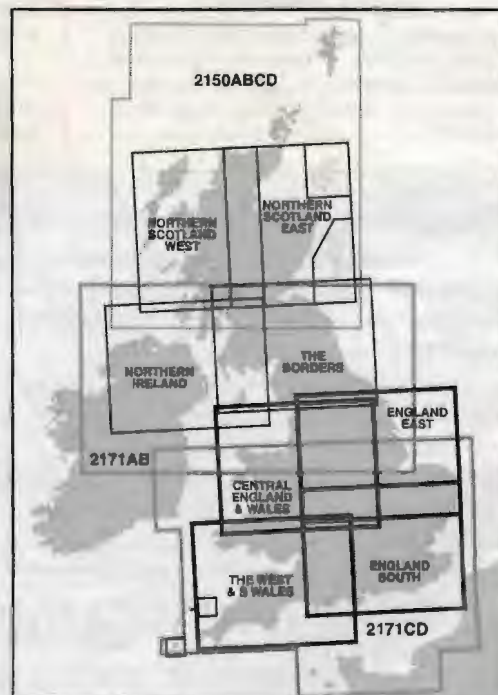 2150ABCD
NORTHERN
SCOTLAND
WEST
NORTHERN
SCOTLAND
EAST
NORTHERN
IRELAND
THE
BORDERS
ENGLAND
EAST
2171AB
CENTRAL
ENGLAND
& WALES
THE WEST
& S WALES
ENGLAND
SOUTH
2171CD